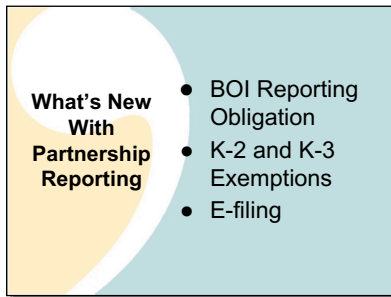 What's New
With
Partnership
Reporting
● BOI Reporting
Obligation
● K-2 and K-3
Exemptions
● E-filing